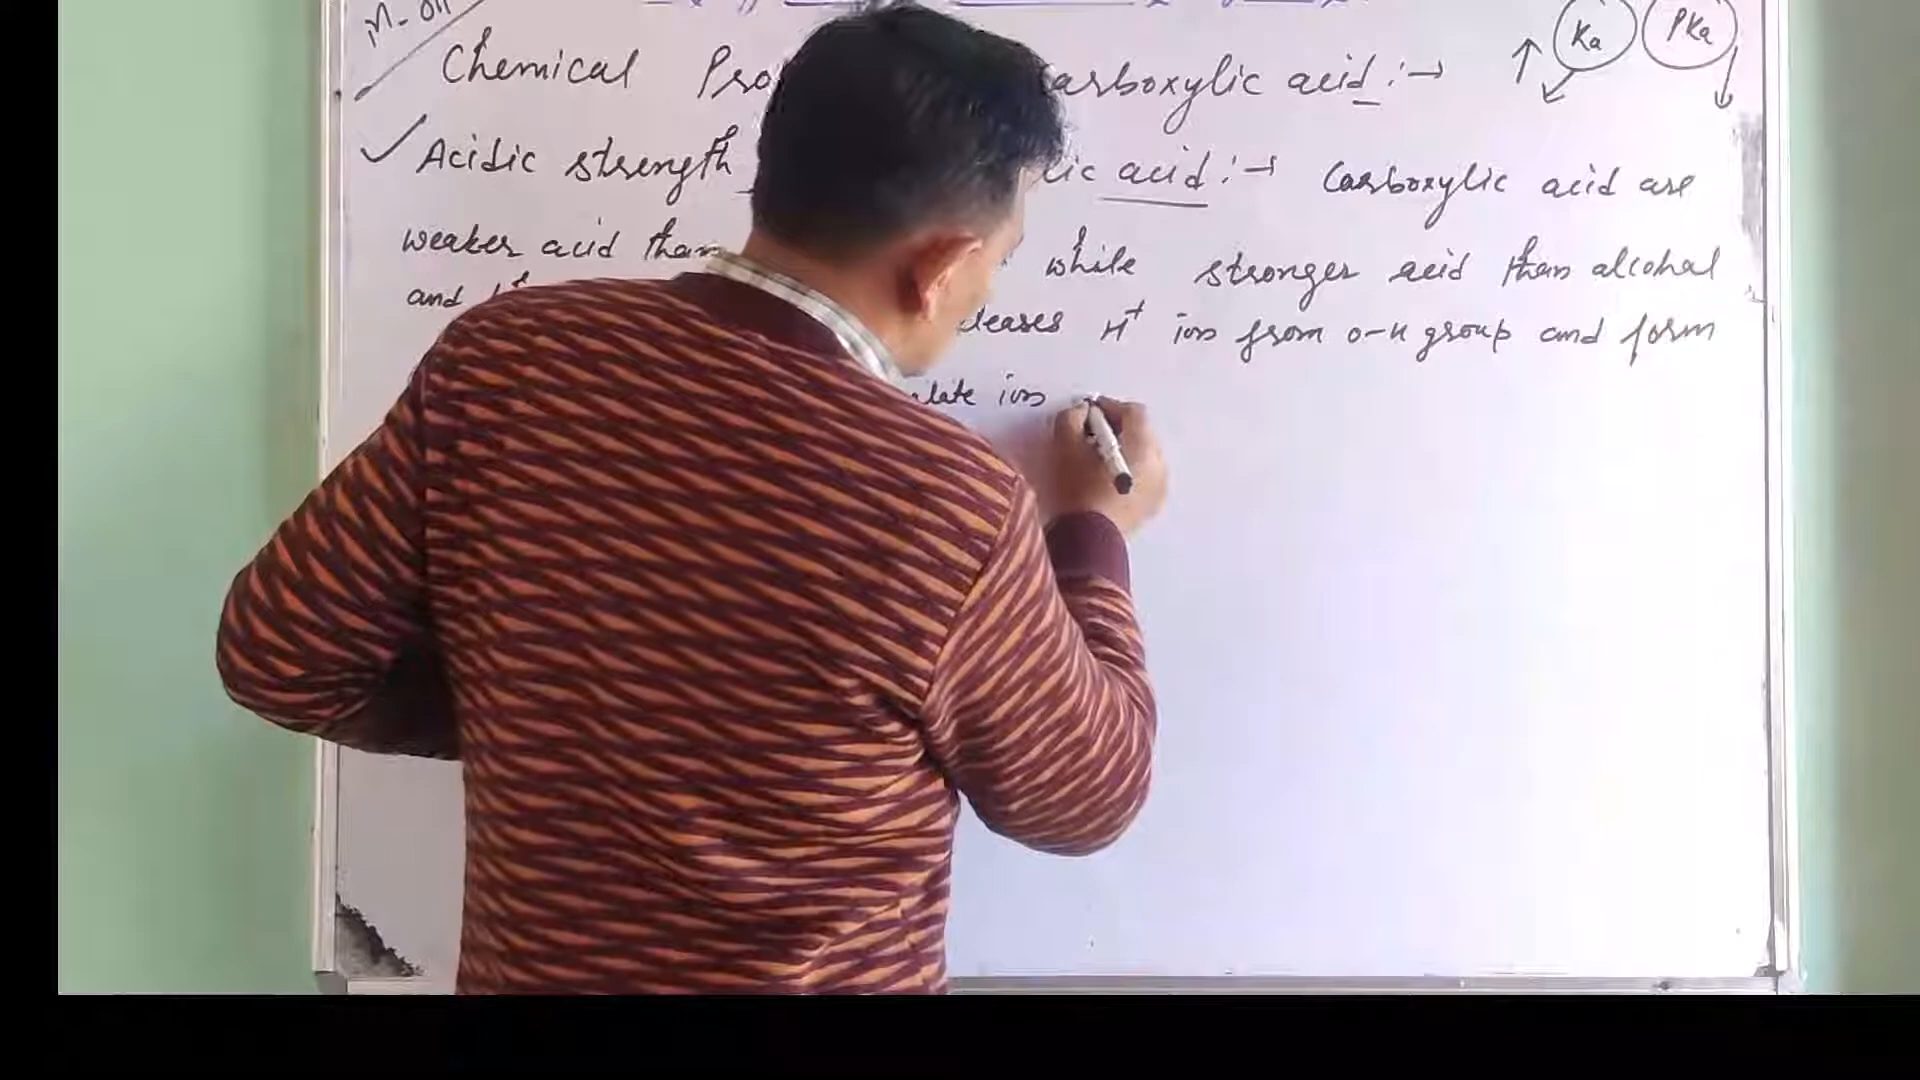 Ka PKa
Chemical Pro arboxylic acid :→
Acidic strength lic acid :→ Carboxylic acid are
weaker acid than while stronger acid than alcohal
and leases H+ ion from O-H group and form
late ion